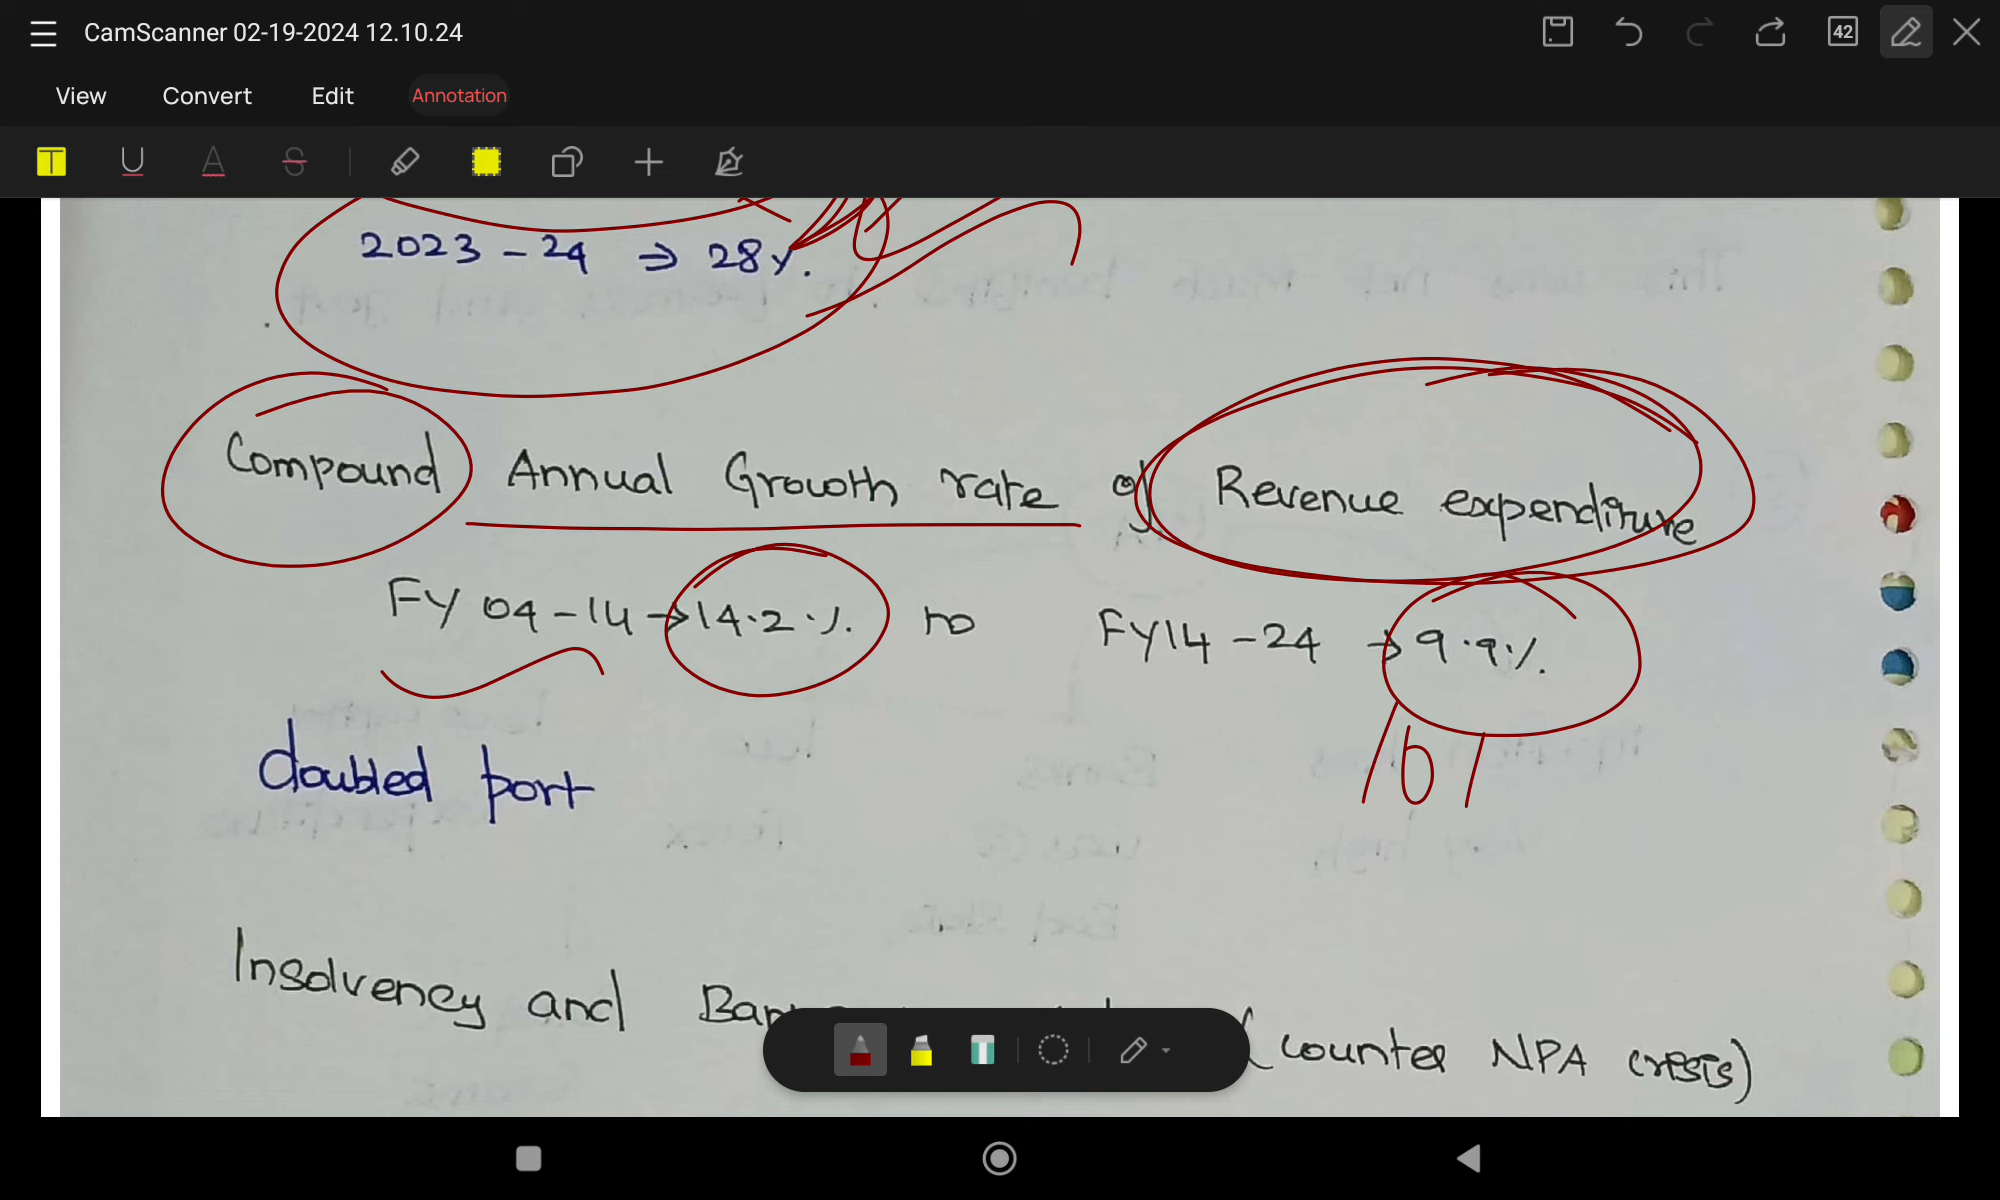 CamScanner 02-19-2024 12.10.24
42
View Convert Edit Annotation
2023-24 ⇒ 28%.
Compound Annual Growth rate of Revenue expenditure
FY 04-14 → 14.2% to FY14-24 → 9.9%.
101
doubled port
Insolvency and (counter NPA crisis)